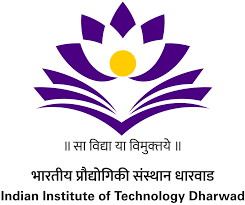 ॥ सा विद्या या विमुक्तये ॥
भारतीय प्रौद्योगिकी संस्थान धारवाड
Indian Institute of Technology Dharwad